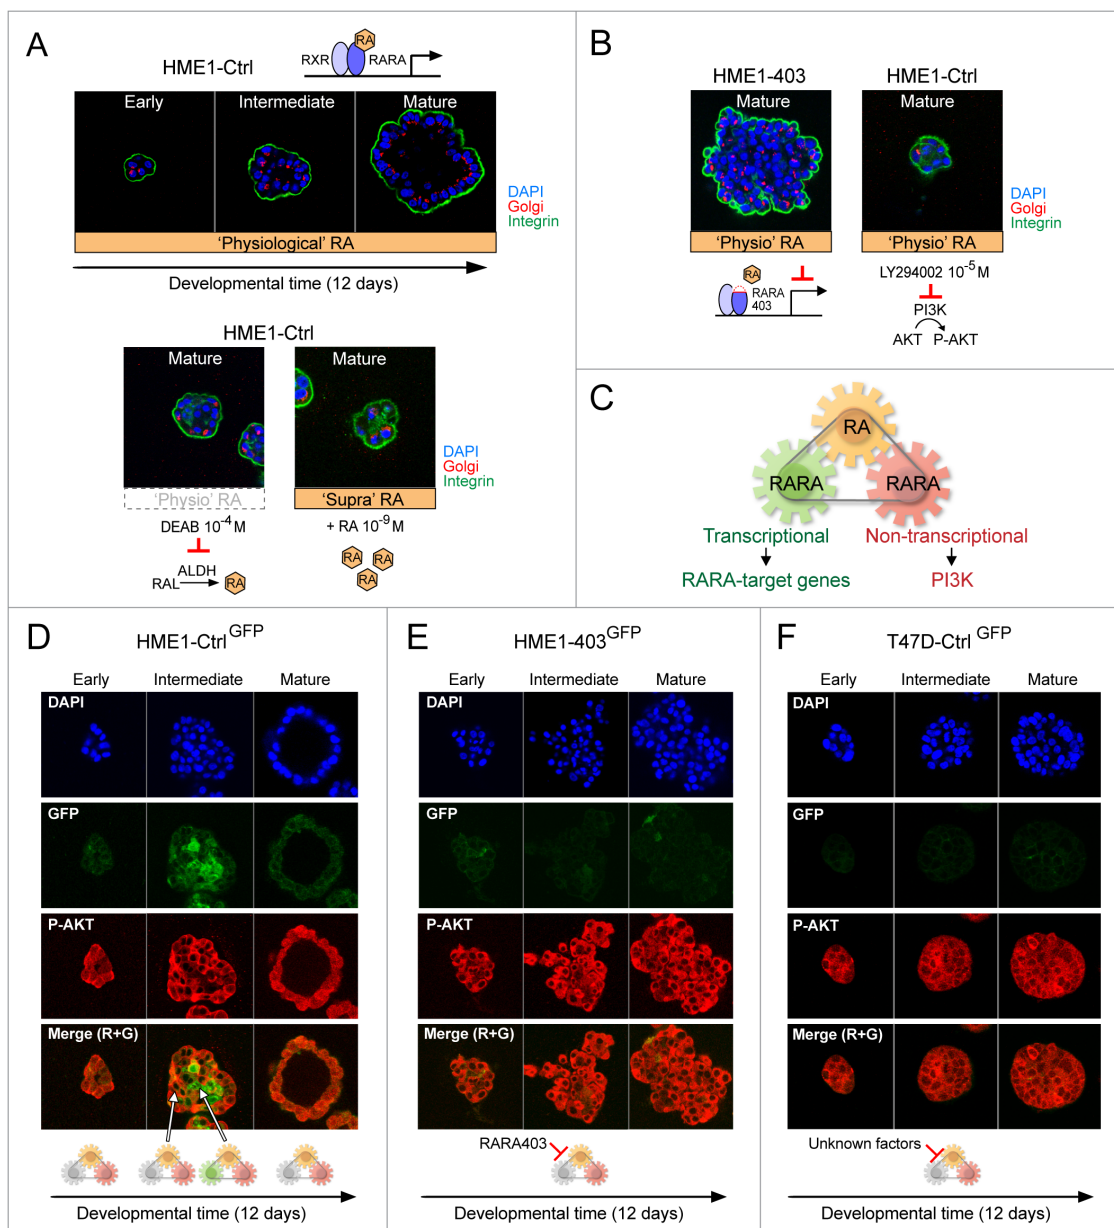 A
HME1-Ctrl
RXR
RA
RARA
Early
Intermediate
Mature
DAPI
Golgi
Integrin
'Physiological' RA
Developmental time (12 days)
HME1-Ctrl
Mature
Mature
DAPI
Golgi
Integrin
'Physio' RA
'Supra' RA
DEAB 10-4 M
+ RA 10-9 M
ALDH
RAL
RA
RA
RA
RA
B
HME1-403
HME1-Ctrl
Mature
Mature
DAPI
Golgi
Integrin
'Physio' RA
'Physio' RA
RA
RARA
403
LY294002 10-5 M
PI3K
AKT P-AKT
C
RA
RARA
RARA
Transcriptional
Non-transcriptional
RARA-target genes
PI3K
D
HME1-Ctrl GFP
Early
Intermediate
Mature
DAPI
GFP
P-AKT
Merge (R+G)
Developmental time (12 days)
E
HME1-403 GFP
Early
Intermediate
Mature
DAPI
GFP
P-AKT
Merge (R+G)
RARA403
Developmental time (12 days)
F
T47D-Ctrl GFP
Early
Intermediate
Mature
DAPI
GFP
P-AKT
Merge (R+G)
Unknown factors
Developmental time (12 days)